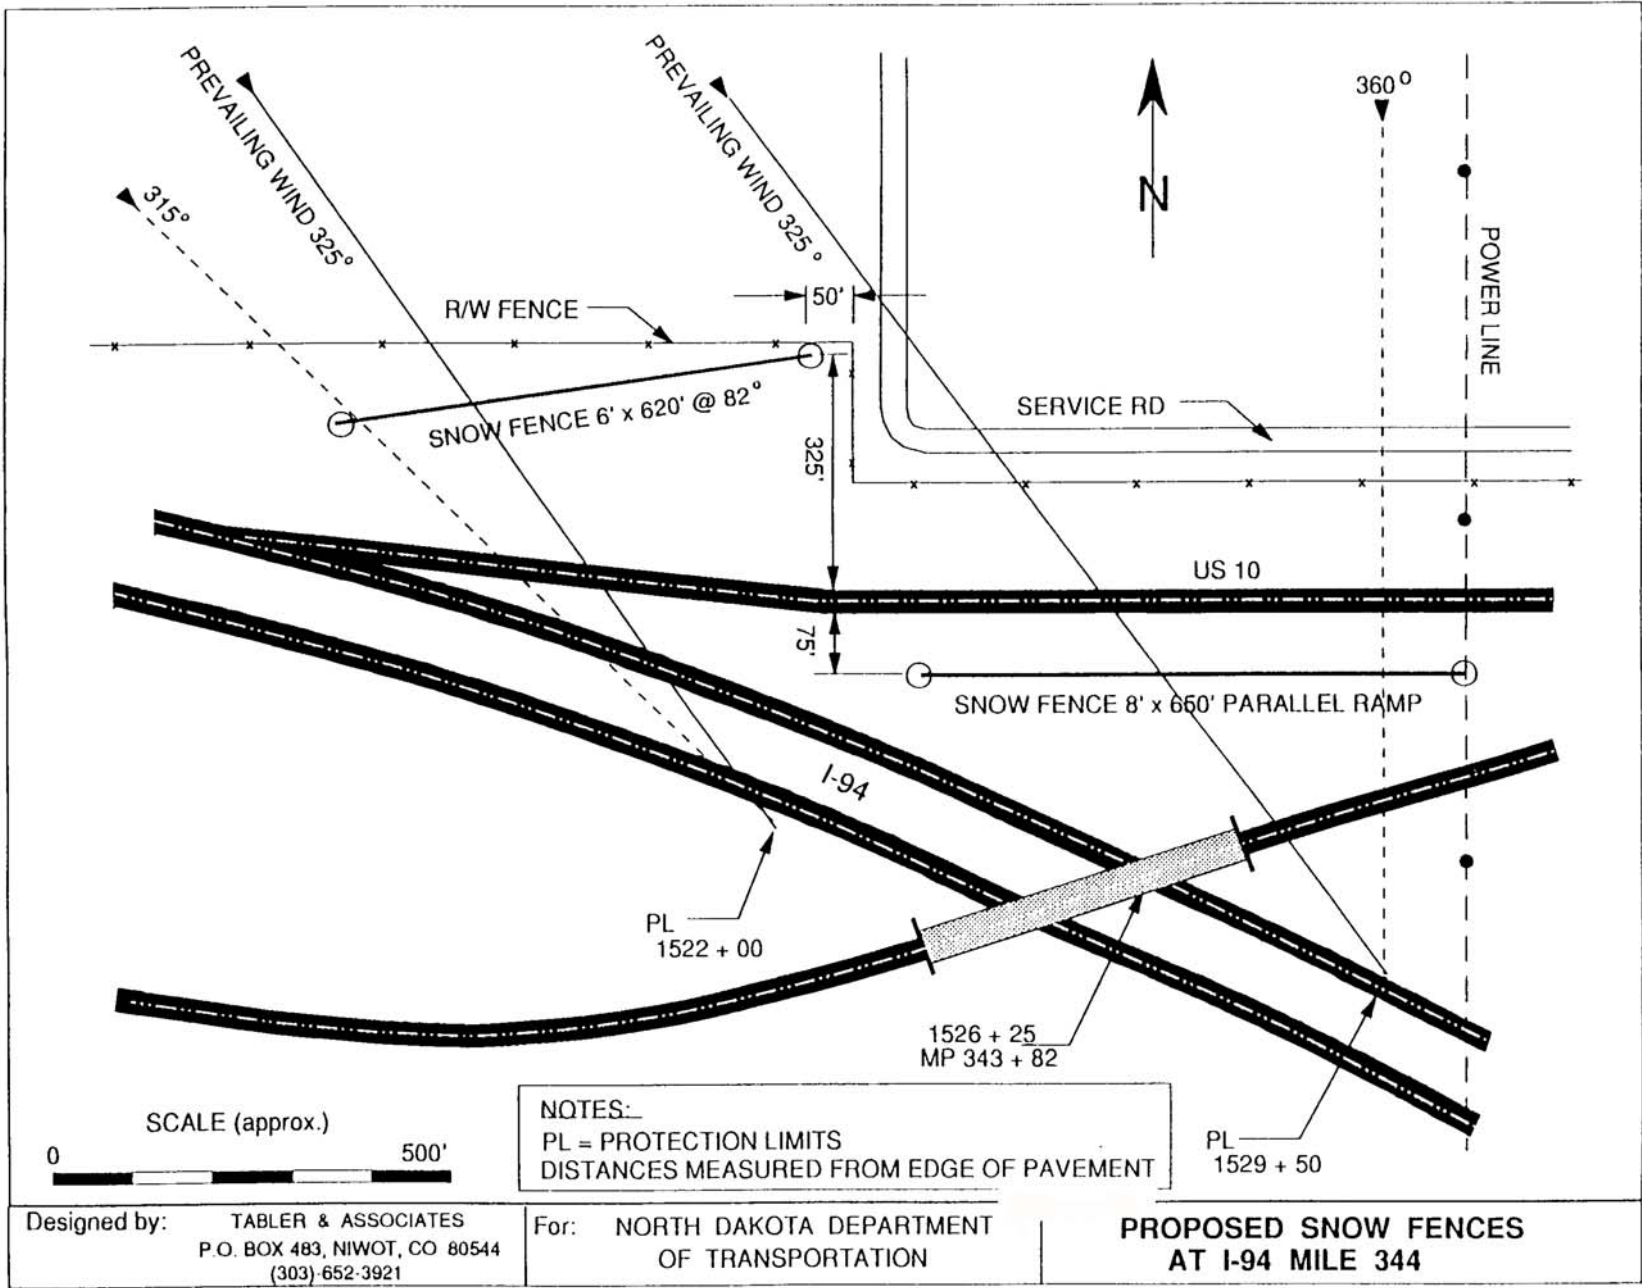 PREVAILING WIND 325°
PREVAILING WIND 325°
360°
315°
N
50'
R/W FENCE
POWER LINE
SNOW FENCE 6' x 620' @ 82°
SERVICE RD
325'
US 10
75'
SNOW FENCE 8' x 650' PARALLEL RAMP
I-94
PL
1522 + 00
1526 + 25
MP 343 + 82
PL
1529 + 50
SCALE (approx.)
0 500'
NOTES:
PL = PROTECTION LIMITS
DISTANCES MEASURED FROM EDGE OF PAVEMENT
Designed by: TABLER & ASSOCIATES
P.O. BOX 483, NIWOT, CO 80544
(303)-652-3921
For: NORTH DAKOTA DEPARTMENT
OF TRANSPORTATION
PROPOSED SNOW FENCES
AT I-94 MILE 344